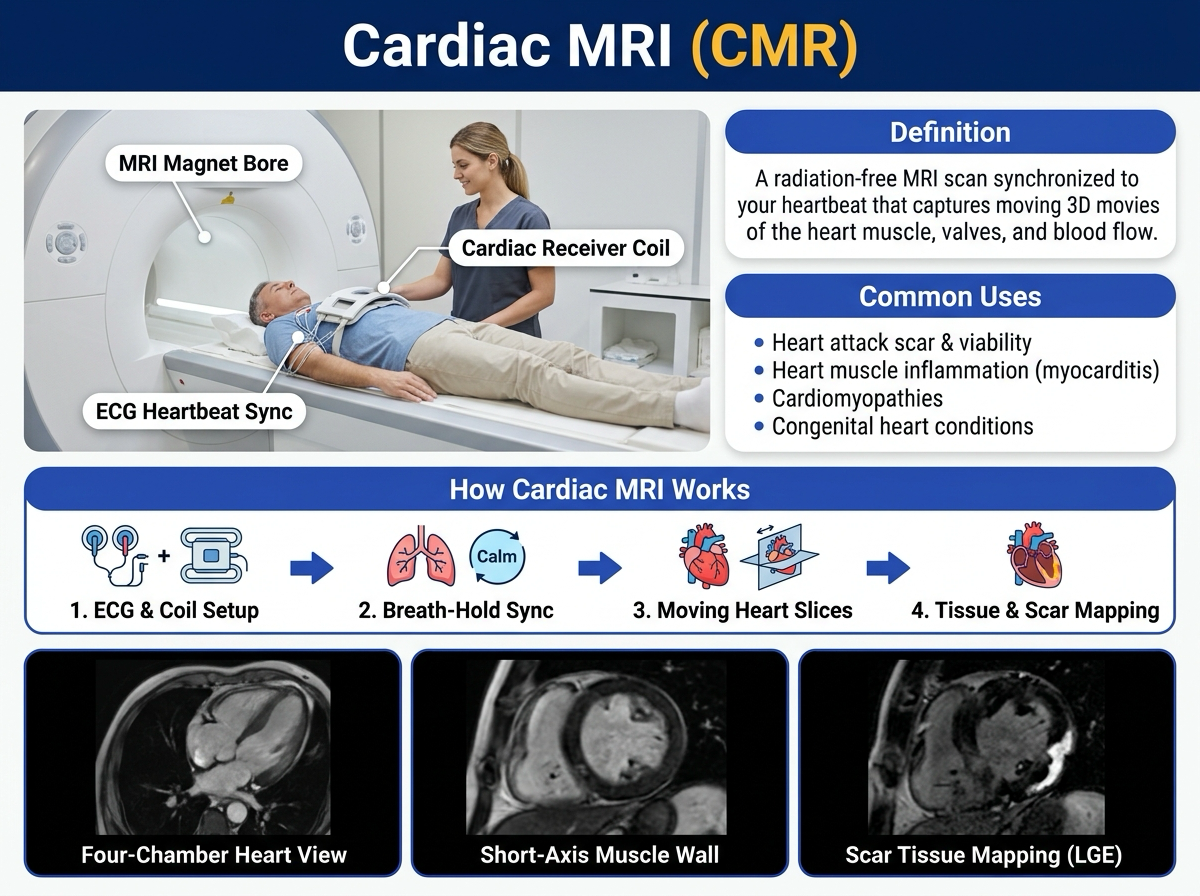 Cardiac MRI (CMR)
MRI Magnet Bore
Cardiac Receiver Coil
ECG Heartbeat Sync
Definition
A radiation-free MRI scan synchronized to
your heartbeat that captures moving 3D movies
of the heart muscle, valves, and blood flow.
Common Uses
• Heart attack scar & viability
• Heart muscle inflammation (myocarditis)
• Cardiomyopathies
• Congenital heart conditions
How Cardiac MRI Works
+
Calm
1. ECG & Coil Setup
2. Breath-Hold Sync
3. Moving Heart Slices
4. Tissue & Scar Mapping
Four-Chamber Heart View
Short-Axis Muscle Wall
Scar Tissue Mapping (LGE)